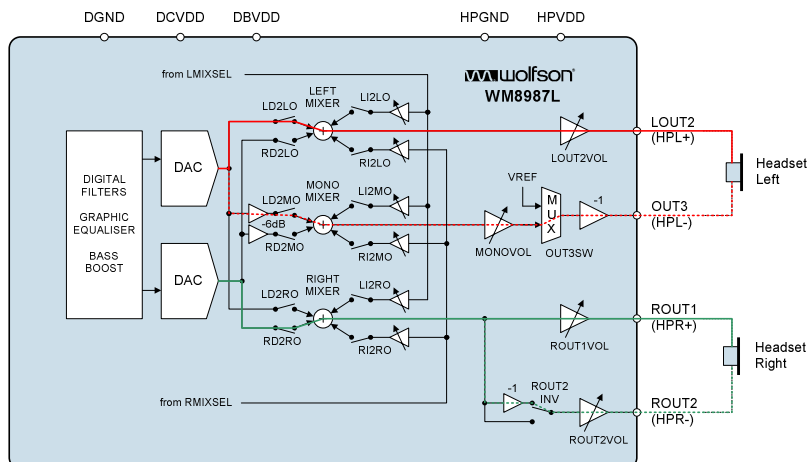 DGND
DCVDD
DBVDD
HPGND
HPVDD
from LMIXSEL
wolfson
WM8987L
LEFT
MIXER
LD2LO
LI2LO
RD2LO
RI2LO
LOUT2VOL
LOUT2
(HPL+)
Headset
Left
DAC
DIGITAL
FILTERS
GRAPHIC
EQUALISER
BASS
BOOST
DAC
LD2MO
-6dB
RD2MO
MONO
MIXER
LI2MO
RI2MO
MONOVOL
VREF
M
U
X
OUT3SW
-1
OUT3
(HPL-)
RIGHT
MIXER
LD2RO
LI2RO
RD2RO
RI2RO
ROUT1VOL
ROUT1
(HPR+)
Headset
Right
from RMIXSEL
-1
ROUT2
INV
ROUT2VOL
ROUT2
(HPR-)